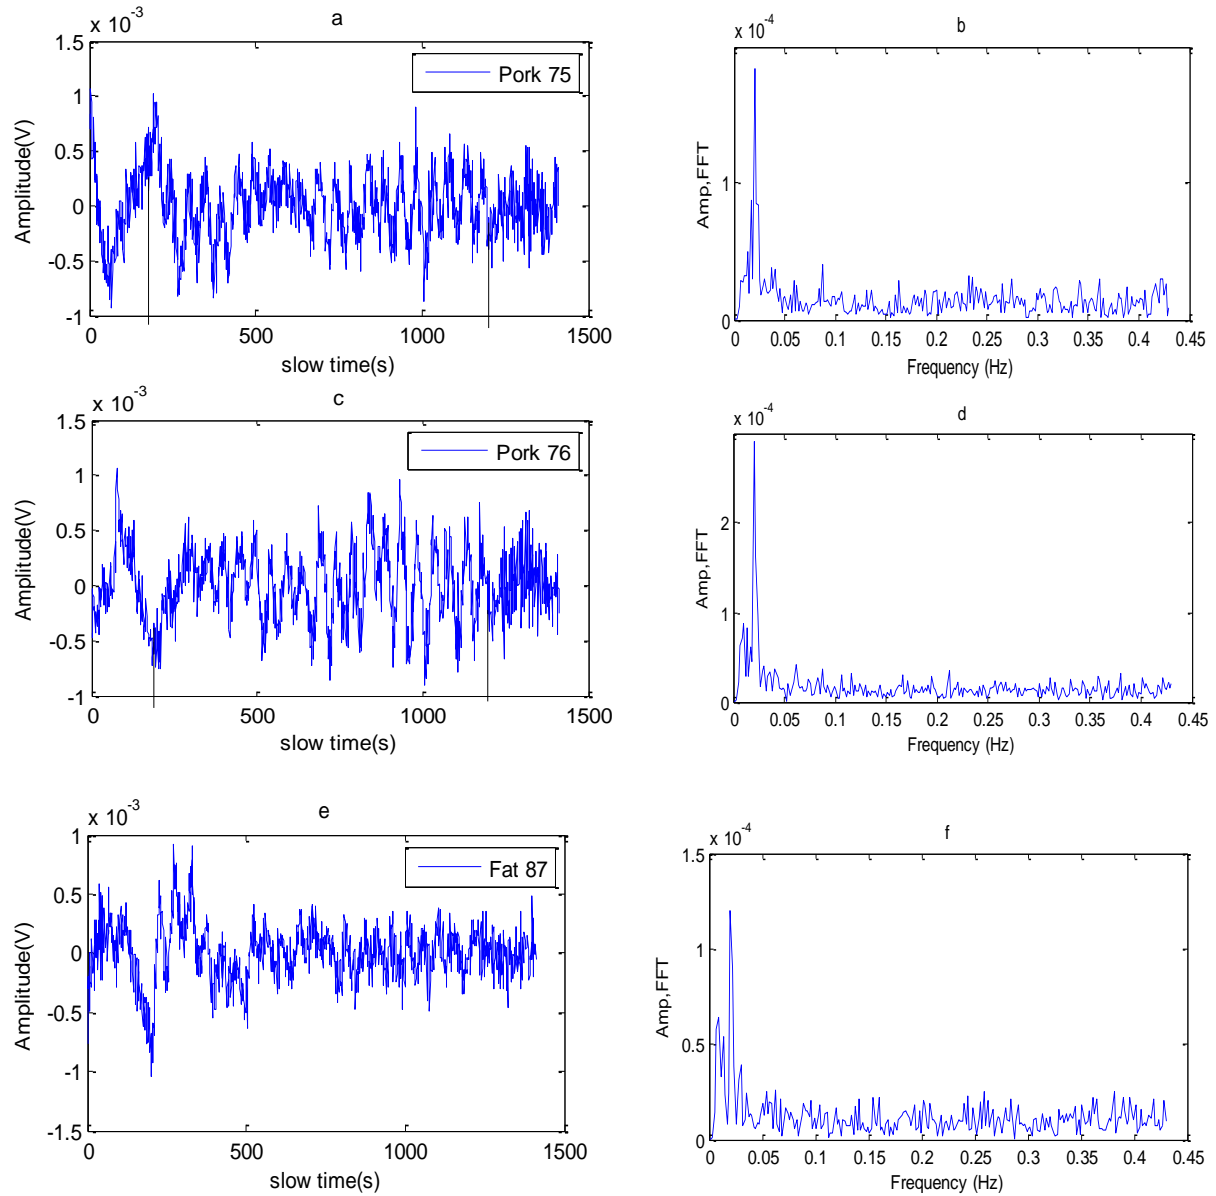 a
x 10-3
1.5
1
0.5
0
-0.5
-1
0
500
1000
1500
Amplitude(V)
slow time(s)
Pork 75
b
x 10-4
1
0
0
0.05
0.1
0.15
0.2
0.25
0.3
0.35
0.4
0.45
Amp,FFT
Frequency (Hz)
c
x 10-3
1.5
1
0.5
0
-0.5
-1
0
500
1000
1500
Amplitude(V)
slow time(s)
Pork 76
d
x 10-4
2
1
0
0
0.05
0.1
0.15
0.2
0.25
0.3
0.35
0.4
0.45
Amp,FFT
Frequency (Hz)
e
x 10-3
1
0.5
0
-0.5
-1
-1.5
0
500
1000
1500
Amplitude(V)
slow time(s)
Fat 87
f
x 10-4
1.5
1
0.5
0
0
0.05
0.1
0.15
0.2
0.25
0.3
0.35
0.4
0.45
Amp,FFT
Frequency (Hz)